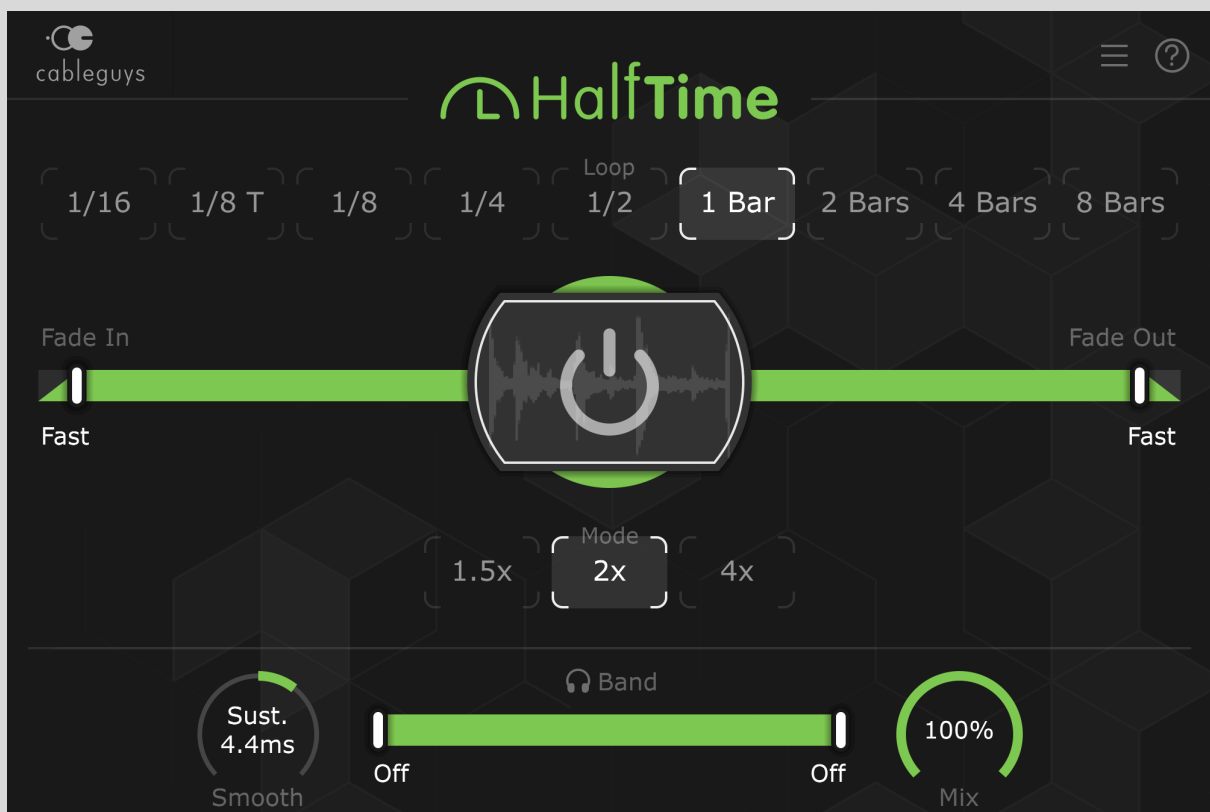 cableguys
HalfTime
Loop
1/16 1/8 T 1/8 1/4 1/2 1 Bar 2 Bars 4 Bars 8 Bars
Fade In Fade Out
Fast Fast
Mode
1.5x 2x 4x
Band
Sust.
4.4ms
100%
Off Off
Smooth Mix